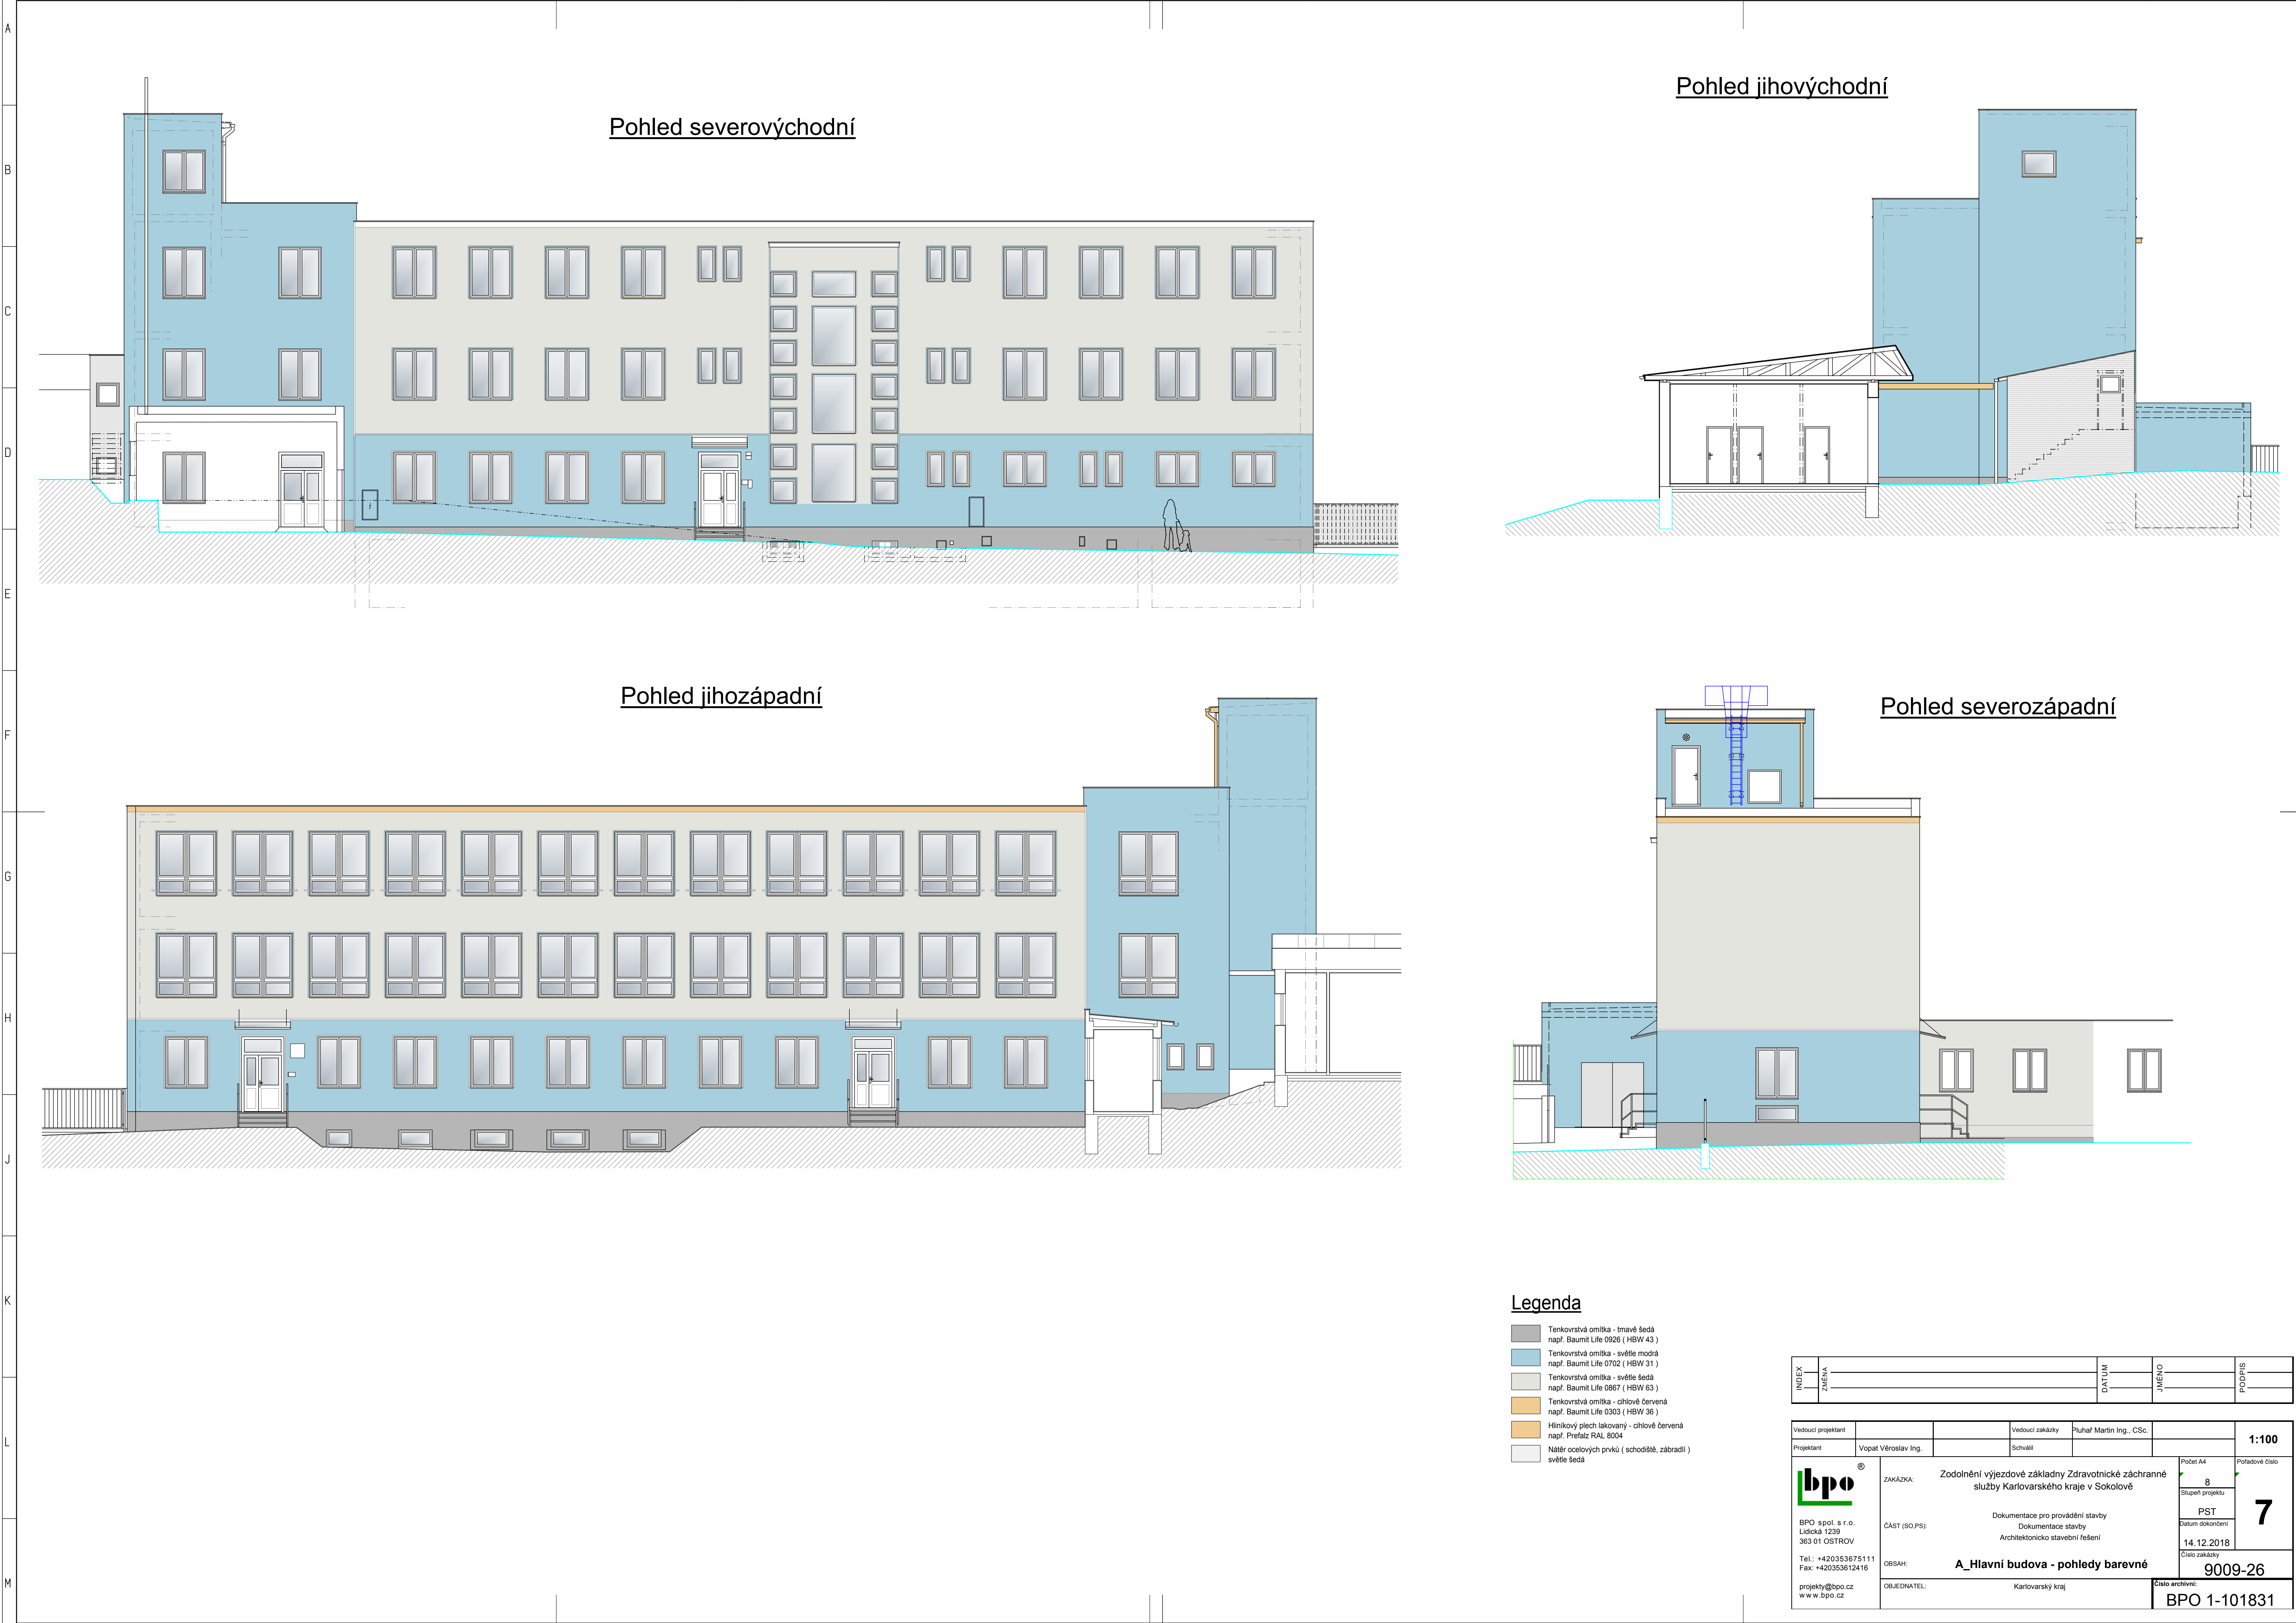 A
B
C
D
E
F
G
H
J
K
L
M
Pohled severovýchodní
Pohled jihovýchodní
Pohled jihozápadní
Pohled severozápadní
Legenda
Tenkovrstvá omítka - tmavě šedá
např. Baumit Life 0926 ( HBW 43 )
Tenkovrstvá omítka - světle modrá
např. Baumit Life 0702 ( HBW 31 )
Tenkovrstvá omítka - světle šedá
např. Baumit Life 0867 ( HBW 63 )
Tenkovrstvá omítka - cihlově červená
např. Baumit Life 0303 ( HBW 36 )
Hliníkový plech lakovaný - cihlově červená
např. Prefalz RAL 8004
Nátěr ocelových prvků ( schodiště, zábradlí )
světle šedá
INDEX
ZMĚNA
DATUM
JMÉNO
PODPIS
Vedoucí projektant
Vedoucí zakázky
Pluhař Martin Ing., CSc.
1:100
Projektant
Vopat Věroslav Ing.
Schválil
bpo ®
BPO spol. s r.o.
Lidická 1239
363 01 OSTROV
Tel.: +420353675111
Fax: +420353612416
projekty@bpo.cz
www.bpo.cz
ZAKÁZKA:
Zodolnění výjezdové základny Zdravotnické záchranné
služby Karlovarského kraje v Sokolově
ČÁST (SO,PS):
Dokumentace pro provádění stavby
Dokumentace stavby
Architektonicko stavební řešení
OBSAH:
A_Hlavní budova - pohledy barevné
OBJEDNATEL:
Karlovarský kraj
Počet A4
8
Stupeň projektu
PST
Datum dokončení
14.12.2018
Pořadové číslo
7
Číslo zakázky
9009-26
Číslo archivní:
BPO 1-101831